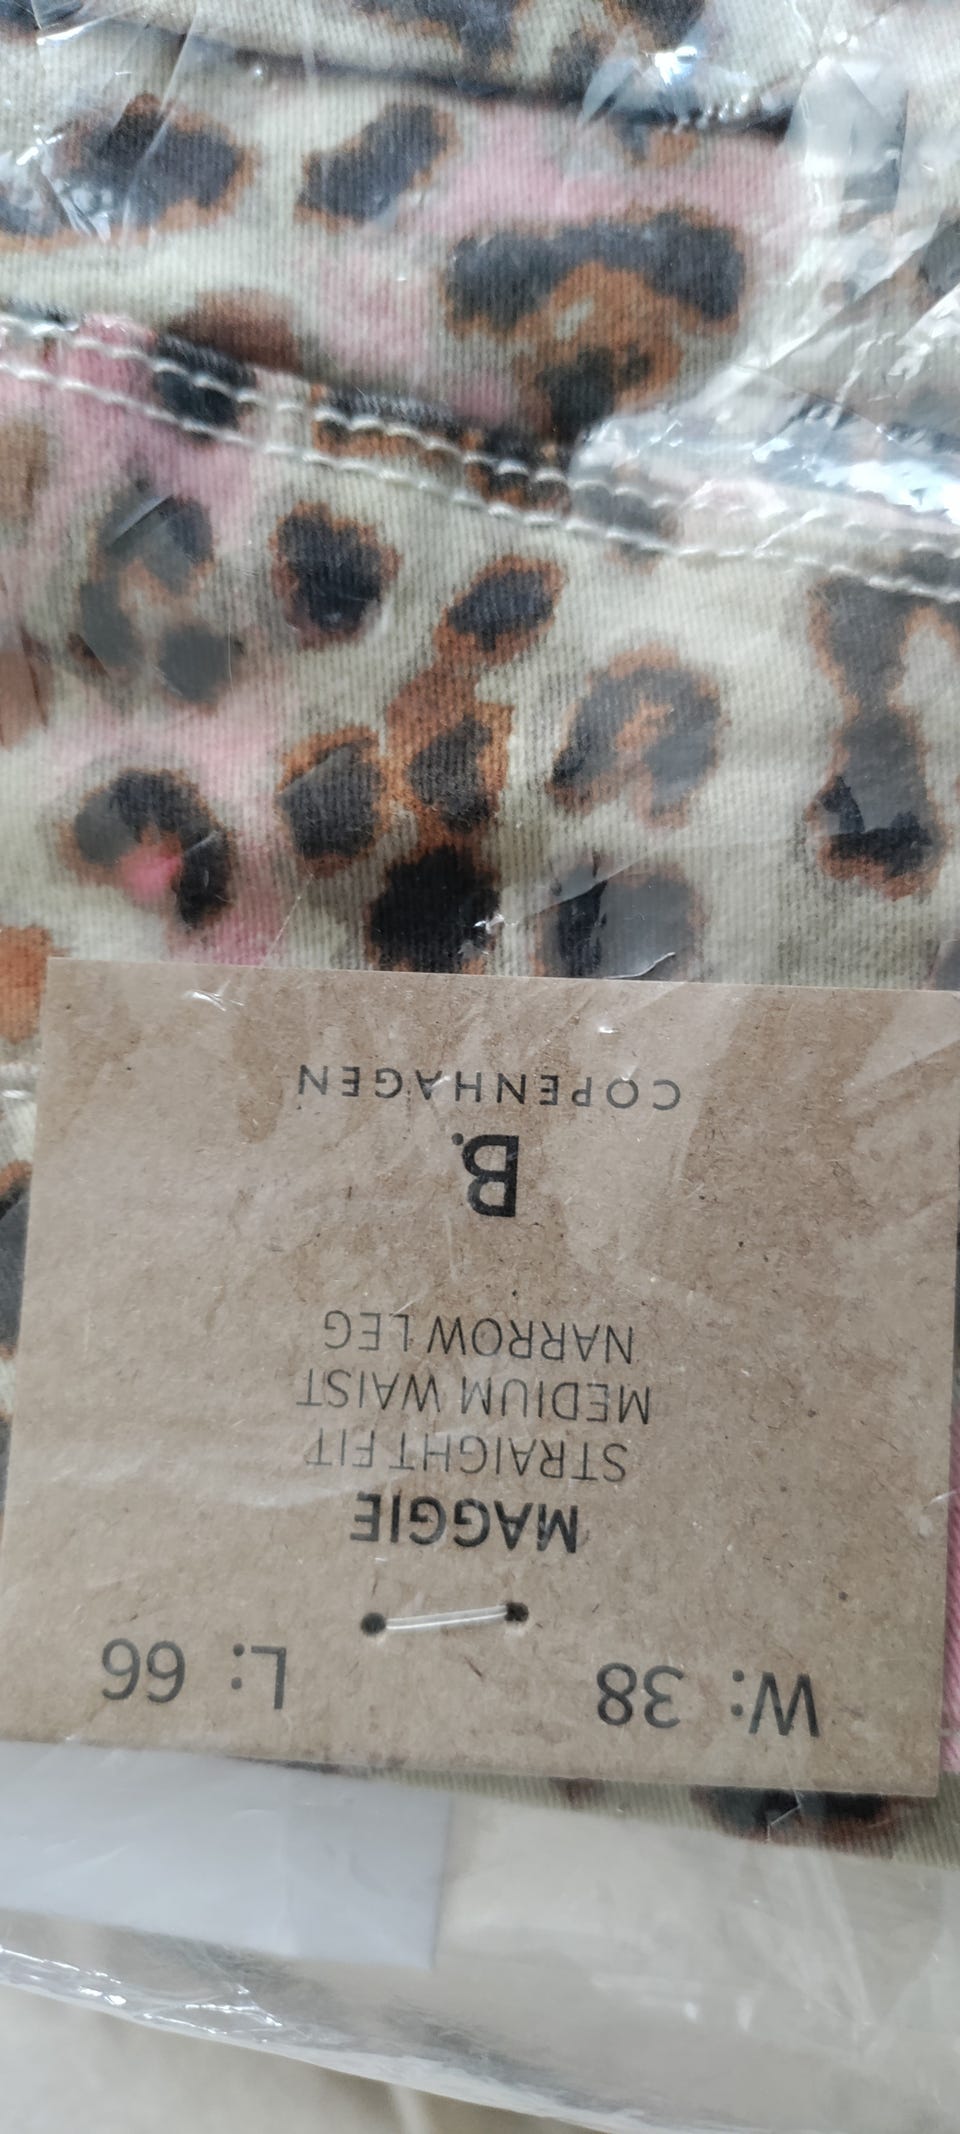 W: 38 L: 66
MAGGIE
STRAIGHT FIT
MEDIUM WAIST
NARROW LEG
B.
COPENHAGEN